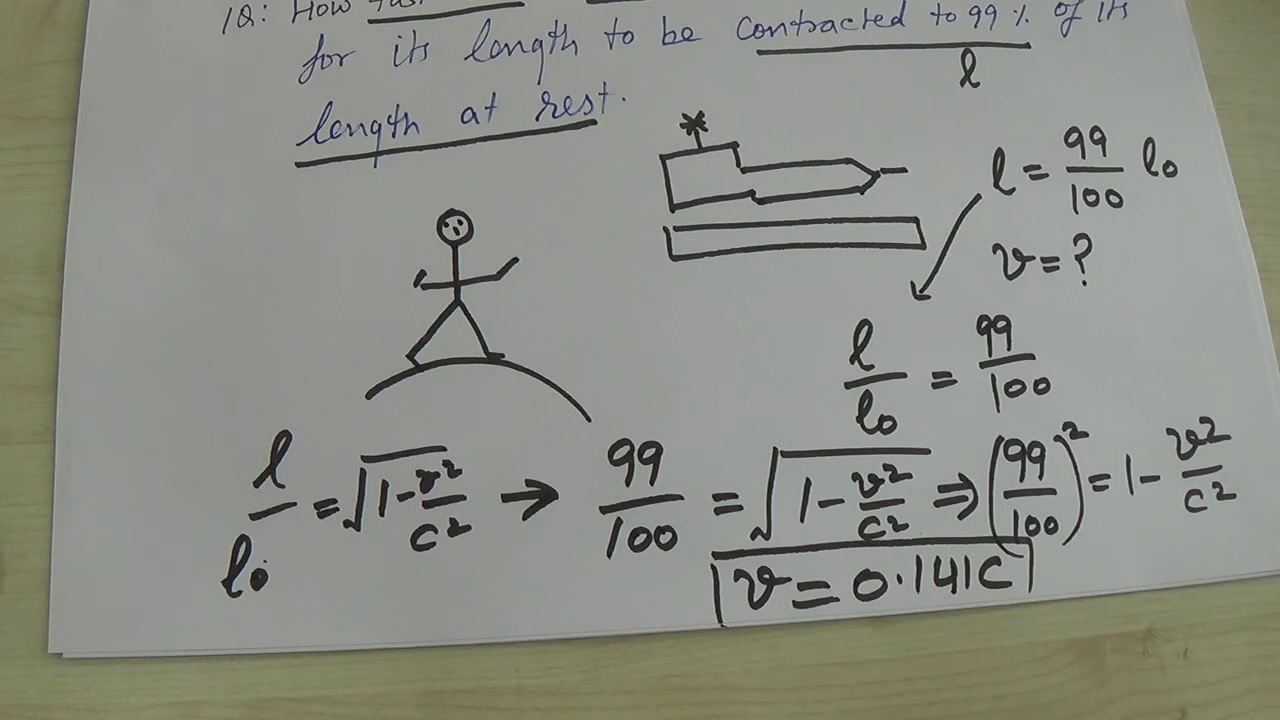 1Q: How
for its length to be contracted to 99 % of its
l
length at rest.
l = 99/100 l₀
v = ?
l/l₀ = 99/100
l/l₀ = √(1 - v²/c²) → 99/100 = √(1 - v²/c²) ⇒ (99/100)² = 1 - v²/c²
v = 0.141c